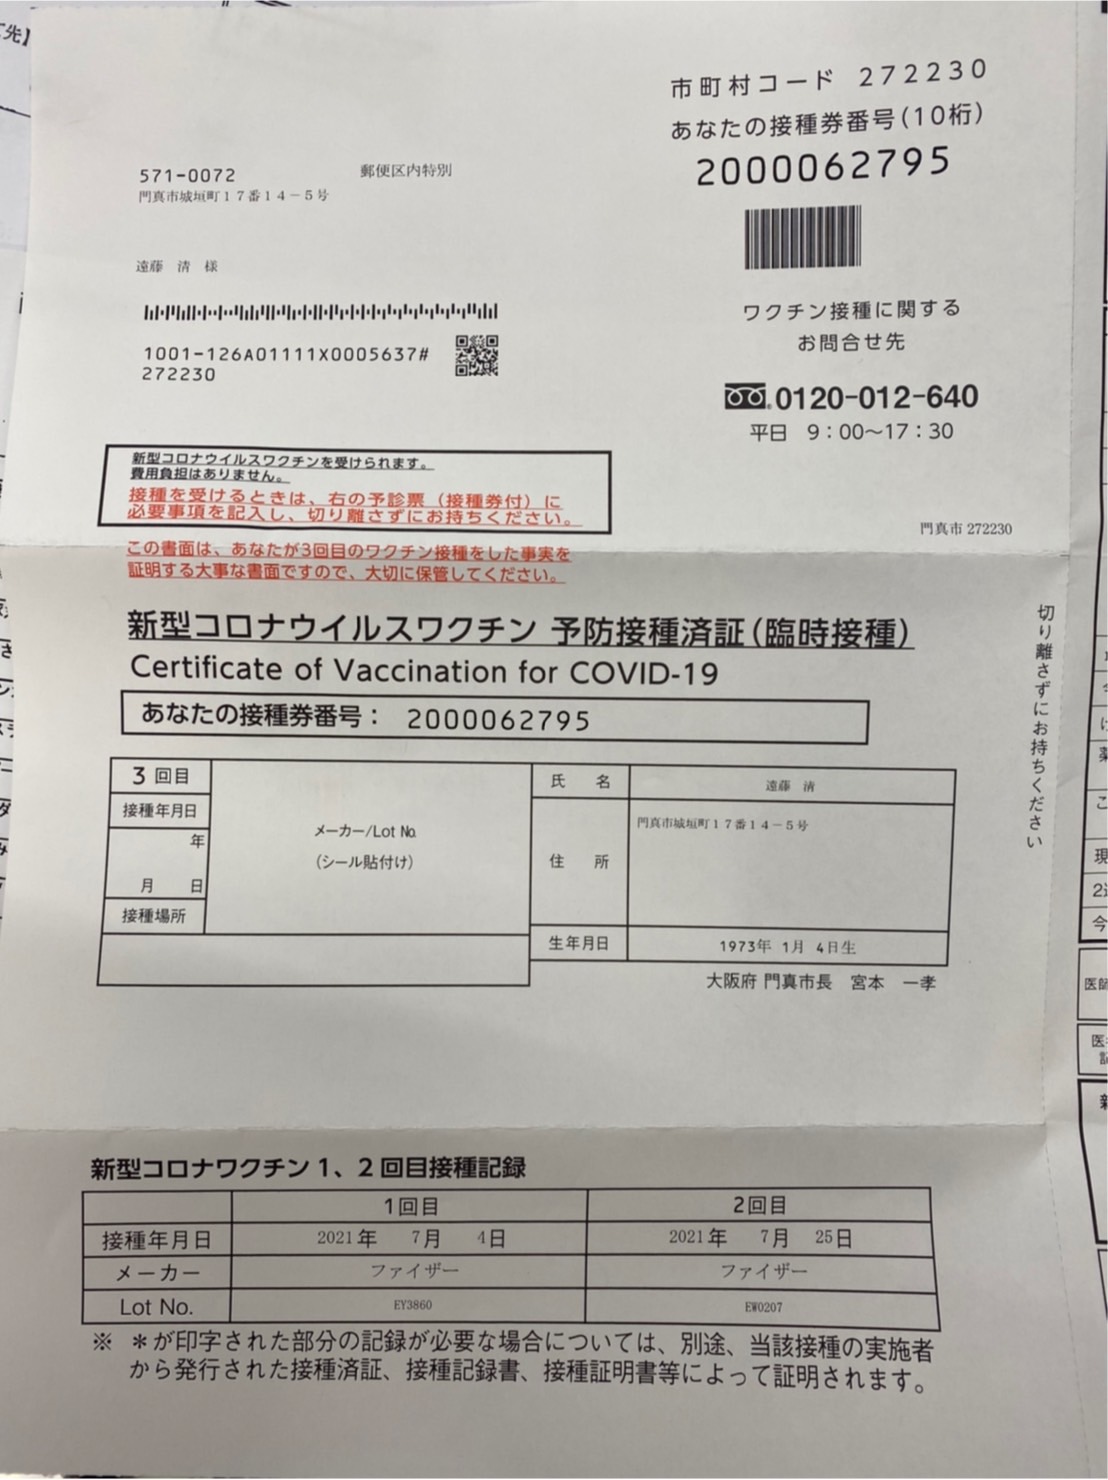 市町村コード 272230
あなたの接種券番号(10桁)
2000062795
571-0072
郵便区内特別
門真市城垣町17番14-5号
遠藤 清 様
1001-126A01111X0005637#
272230
ワクチン接種に関する
お問合せ先
0120-012-640
平日 9:00~17:30
新型コロナウイルスワクチンを受けられます。
費用負担はありません。
接種を受けるときは、右の予診票(接種券付)に
必要事項を記入し、切り離さずにお持ちください。
門真市 272230
この書面は、あなたが3回目のワクチン接種をした事実を
証明する大事な書面ですので、大切に保管してください。
切り離さずにお持ちください
新型コロナウイルスワクチン 予防接種済証(臨時接種)
Certificate of Vaccination for COVID-19
あなたの接種券番号: 2000062795
3回目
接種年月日
年
月 日
接種場所
メーカー/Lot No.
(シール貼付け)
氏 名 遠藤 清
住 所 門真市城垣町17番14-5号
生年月日 1973年 1月 4日生
大阪府 門真市長 宮本 一孝
新型コロナワクチン1、2回目接種記録
1回目 2回目
接種年月日 2021年 7月 4日 2021年 7月 25日
メーカー ファイザー ファイザー
Lot No. EY3860 EW0207
※ *が印字された部分の記録が必要な場合については、別途、当該接種の実施者
から発行された接種済証、接種記録書、接種証明書等によって証明されます。